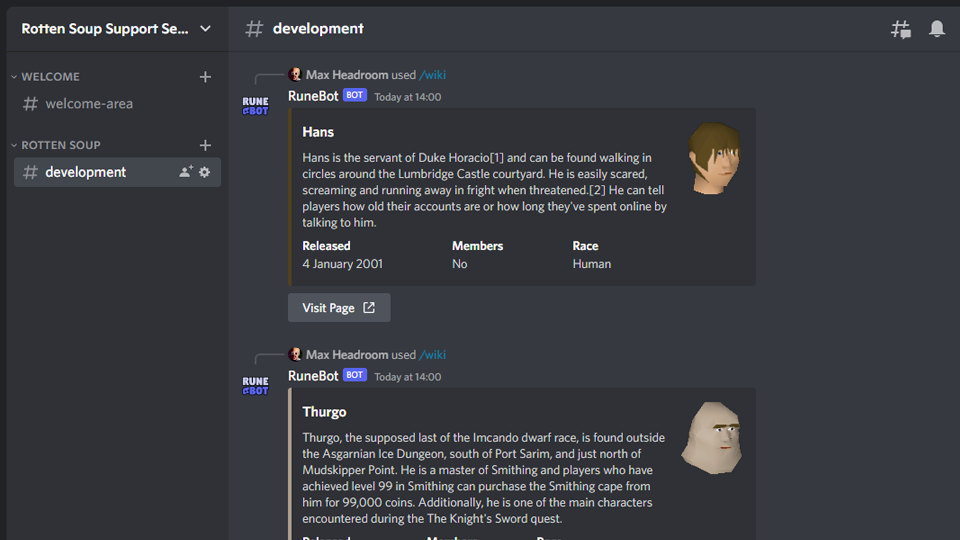 Rotten Soup Support Se...
# development
WELCOME
# welcome-area
ROTTEN SOUP
# development
Max Headroom used /wiki
RUNE BOT
RuneBot BOT Today at 14:00
Hans
Hans is the servant of Duke Horacio[1] and can be found walking in
circles around the Lumbridge Castle courtyard. He is easily scared,
screaming and running away in fright when threatened.[2] He can tell
players how old their accounts are or how long they've spent online by
talking to him.
Released Members Race
4 January 2001 No Human
Visit Page
Max Headroom used /wiki
RUNE BOT
RuneBot BOT Today at 14:00
Thurgo
Thurgo, the supposed last of the Imcando dwarf race, is found outside
the Asgarnian Ice Dungeon, south of Port Sarim, and just north of
Mudskipper Point. He is a master of Smithing and players who have
achieved level 99 in Smithing can purchase the Smithing cape from
him for 99,000 coins. Additionally, he is one of the main characters
encountered during the The Knight's Sword quest.
Released Members Race